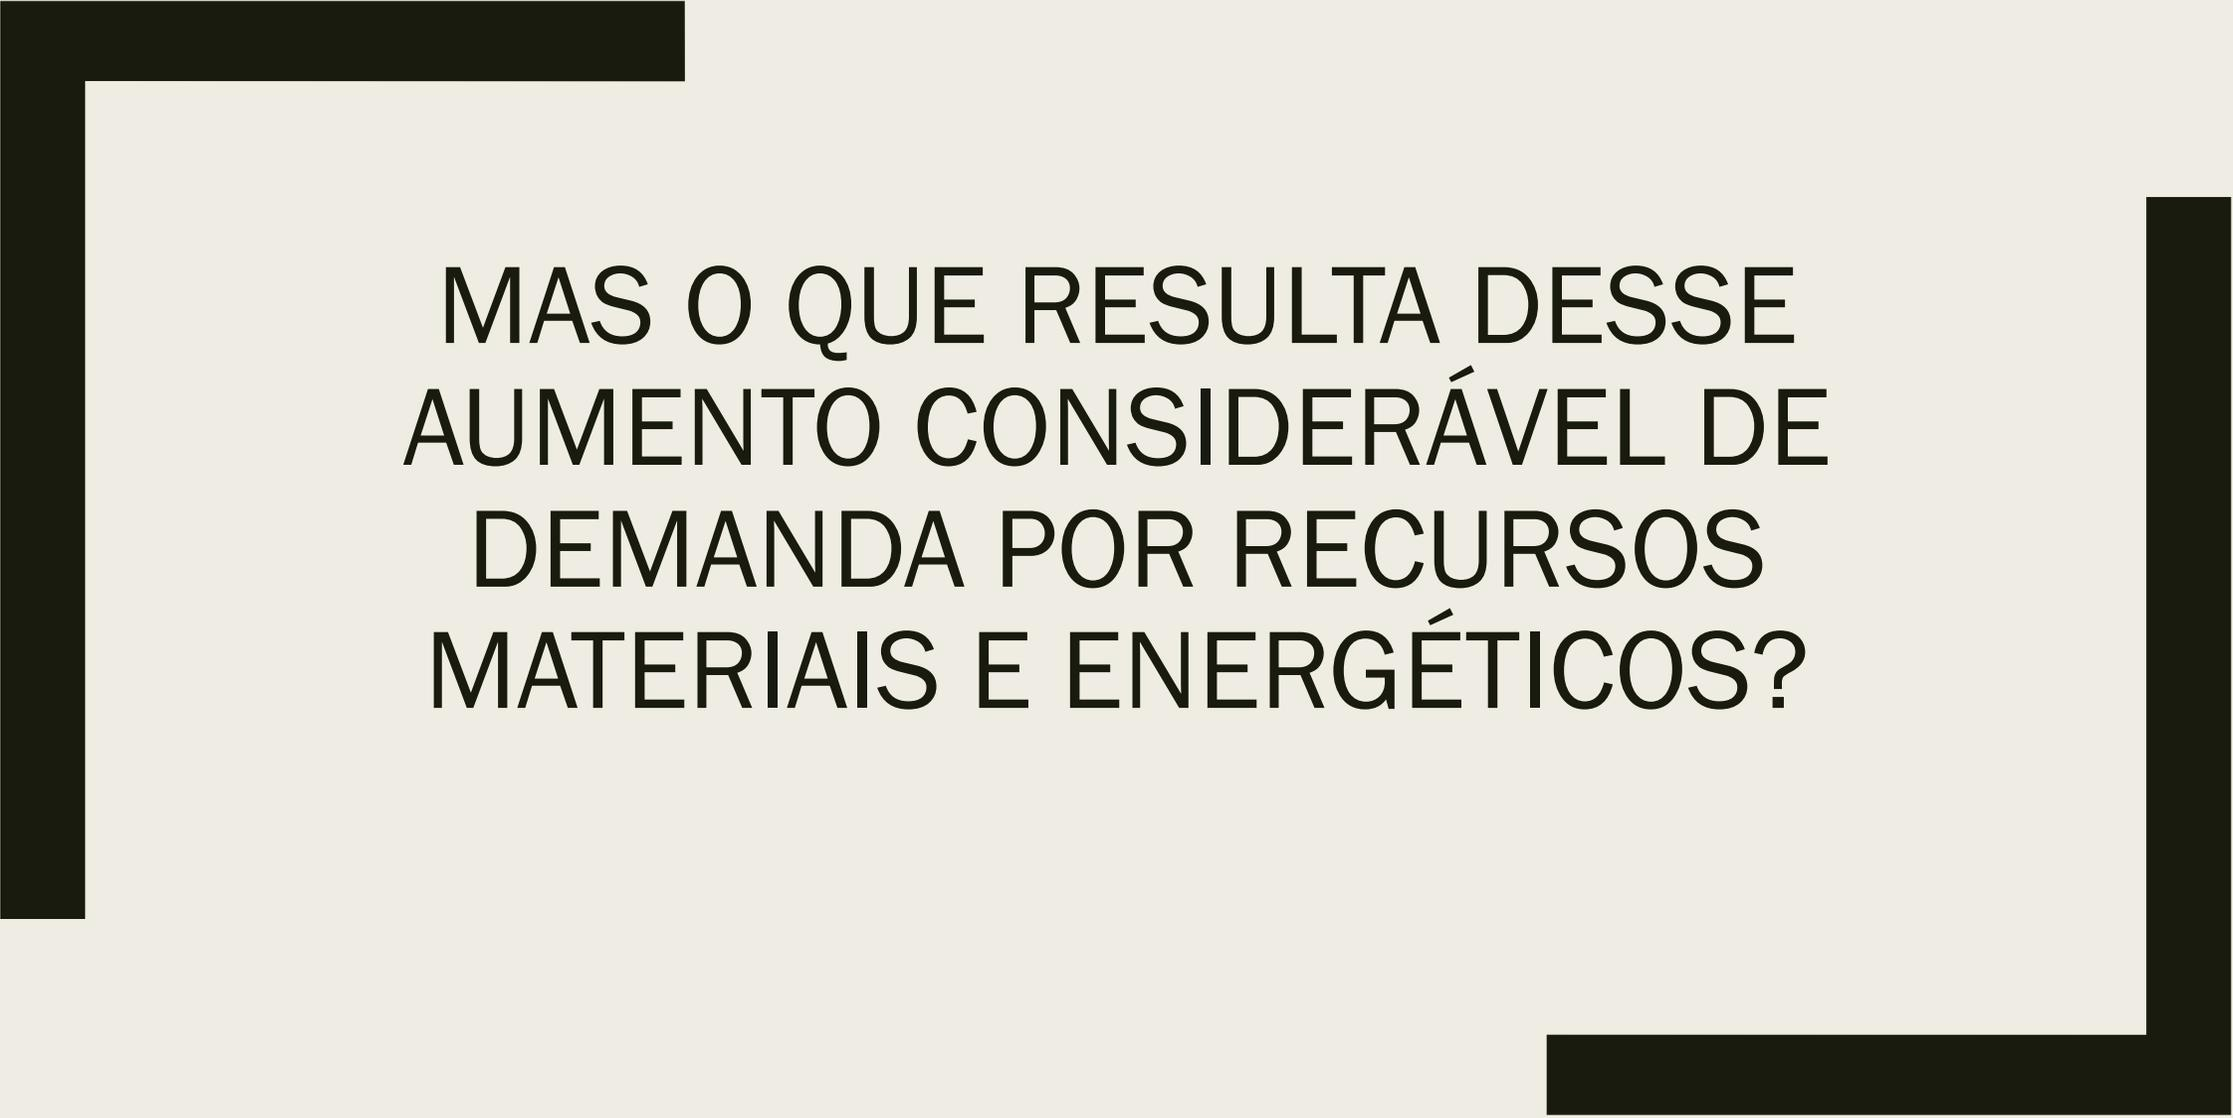 MAS O QUE RESULTA DESSE
AUMENTO CONSIDERÁVEL DE
DEMANDA POR RECURSOS
MATERIAIS E ENERGÉTICOS?